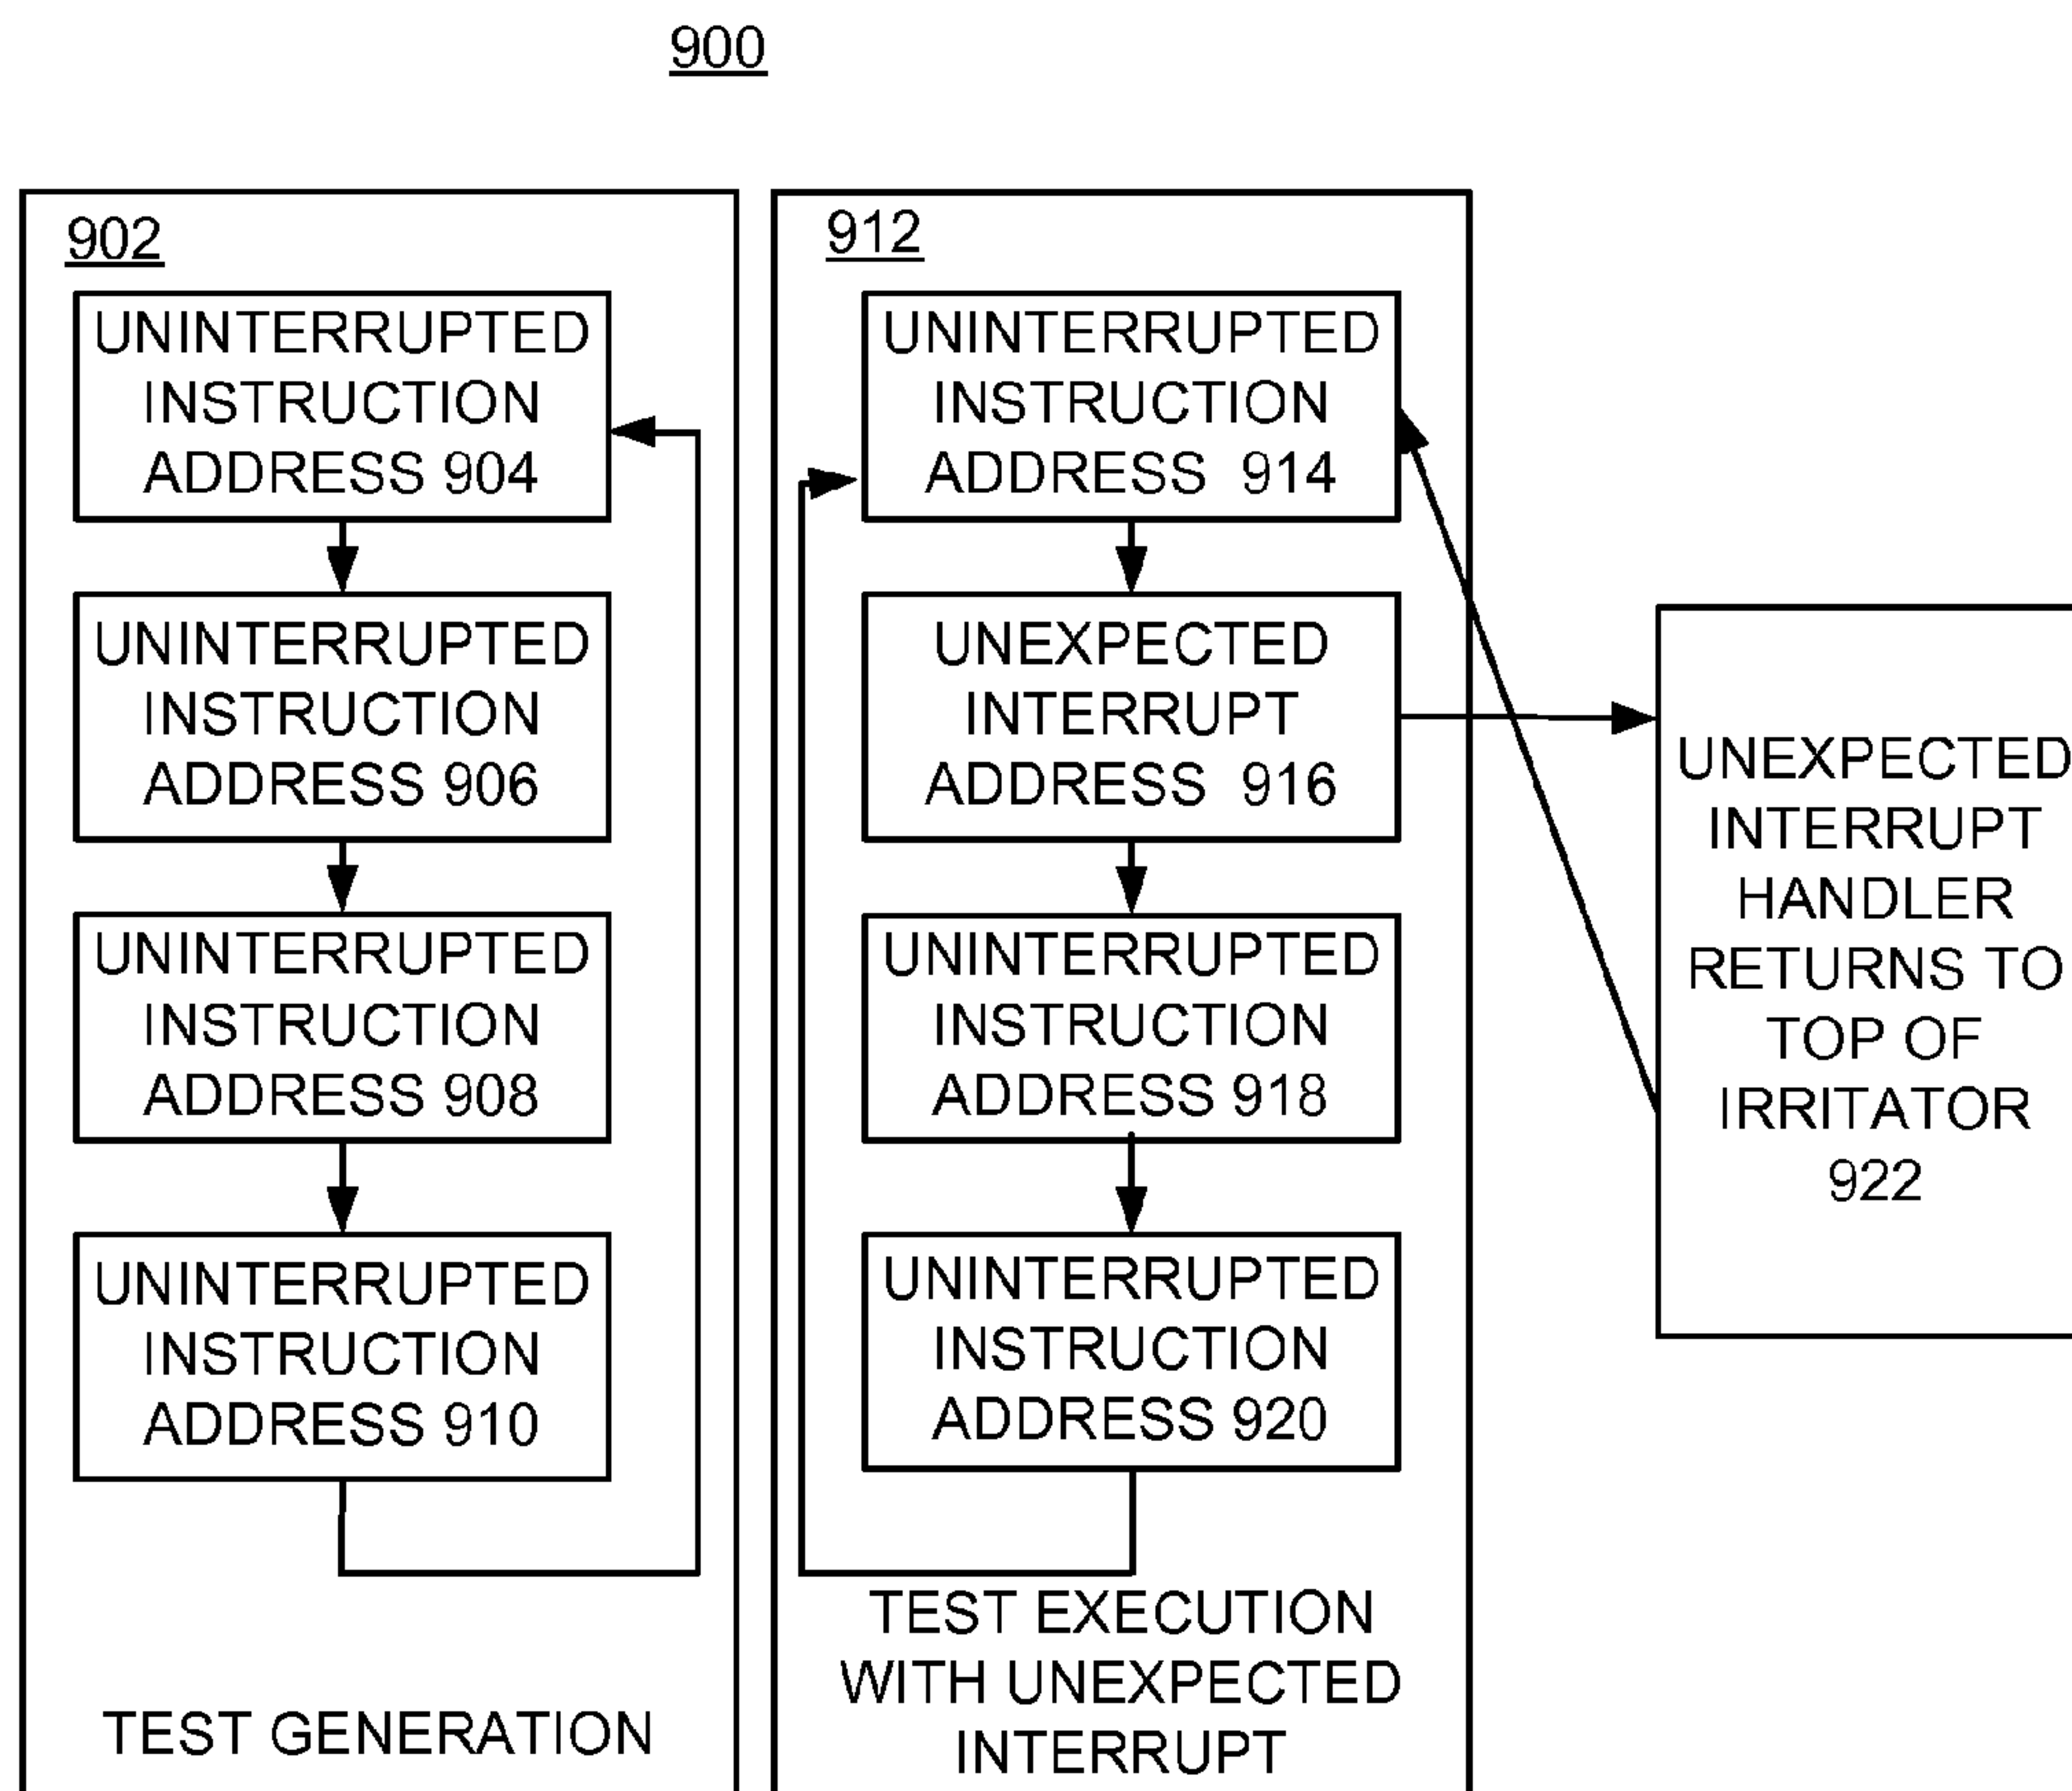 900
902
UNINTERRUPTED
INSTRUCTION
ADDRESS 904
UNINTERRUPTED
INSTRUCTION
ADDRESS 906
UNINTERRUPTED
INSTRUCTION
ADDRESS 908
UNINTERRUPTED
INSTRUCTION
ADDRESS 910
TEST GENERATION
912
UNINTERRUPTED
INSTRUCTION
ADDRESS 914
UNEXPECTED
INTERRUPT
ADDRESS 916
UNINTERRUPTED
INSTRUCTION
ADDRESS 918
UNINTERRUPTED
INSTRUCTION
ADDRESS 920
TEST EXECUTION
WITH UNEXPECTED
INTERRUPT
UNEXPECTED
INTERRUPT
HANDLER
RETURNS TO
TOP OF
IRRITATOR
922